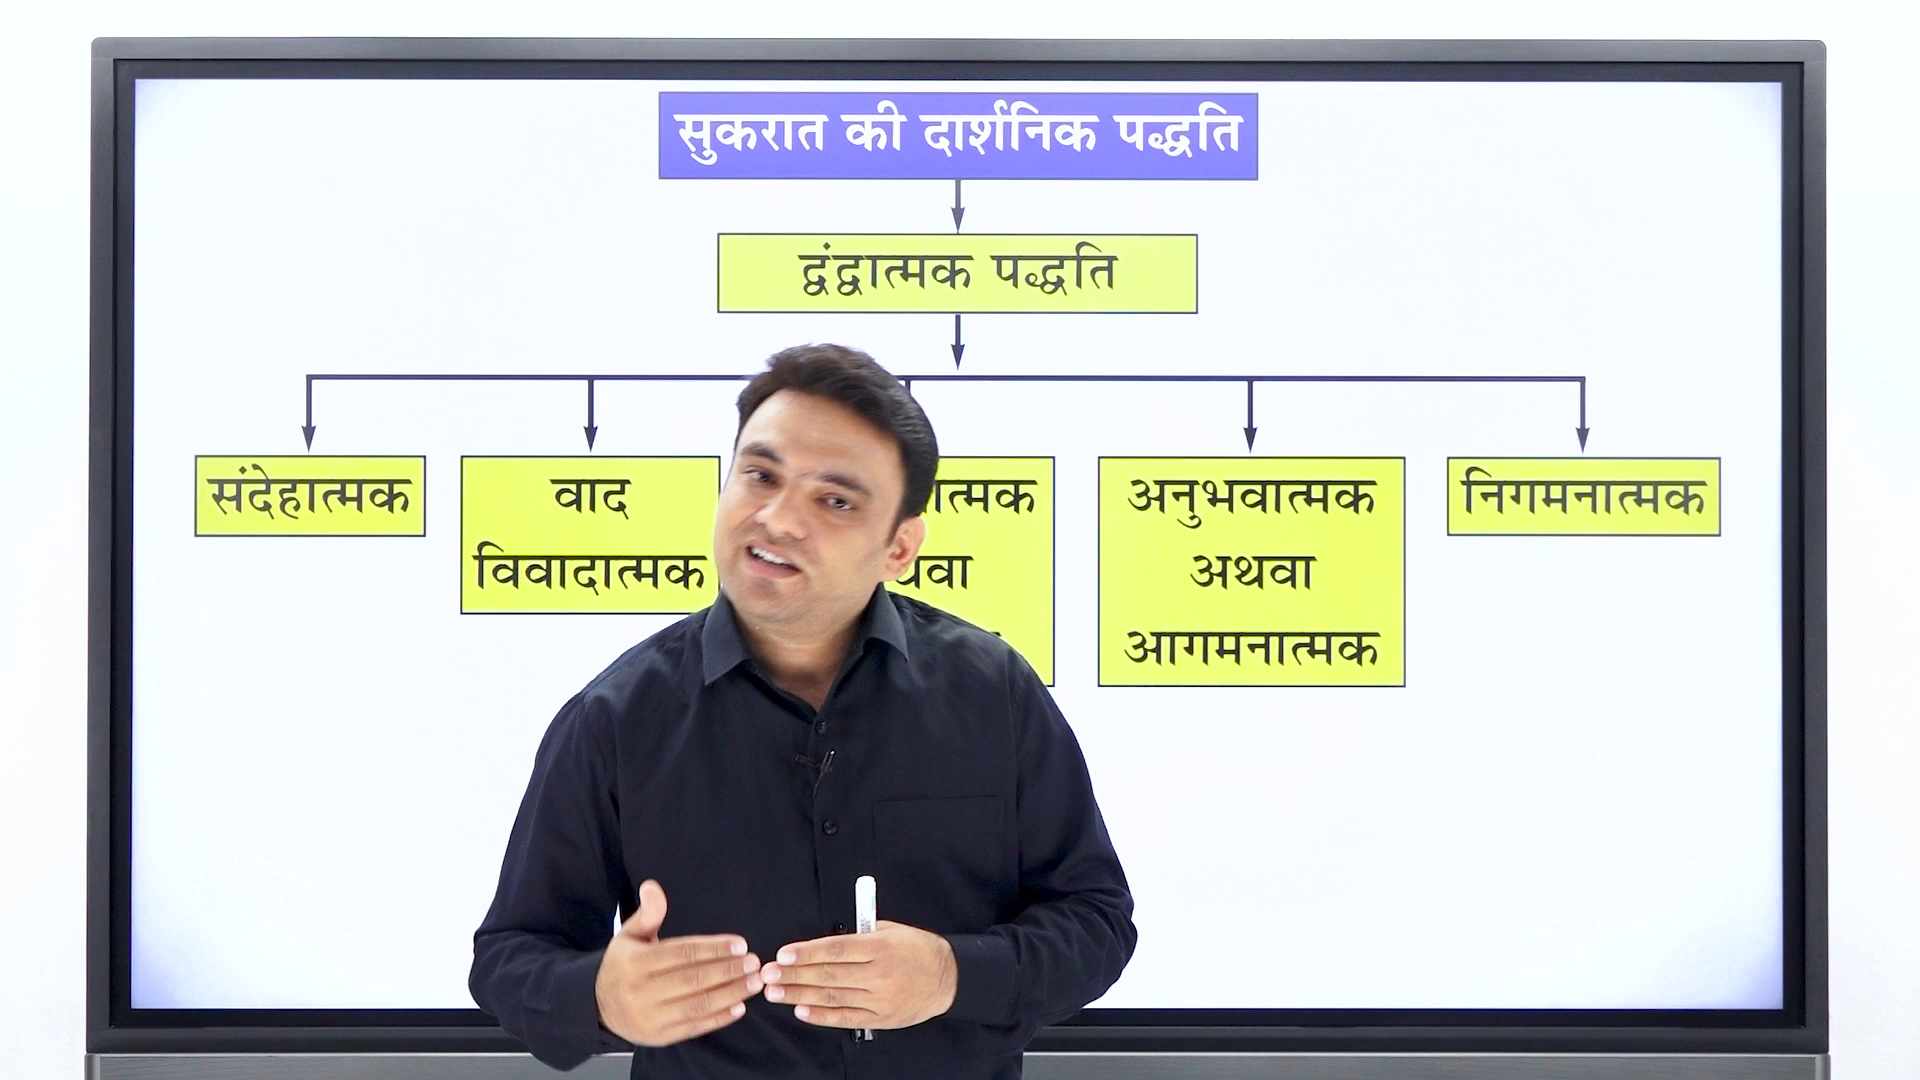 सुकरात की दार्शनिक पद्धति
द्वंद्वात्मक पद्धति
संदेहात्मक
वाद
विवादात्मक
अनुभवात्मक
अथवा
आगमनात्मक
निगमनात्मक